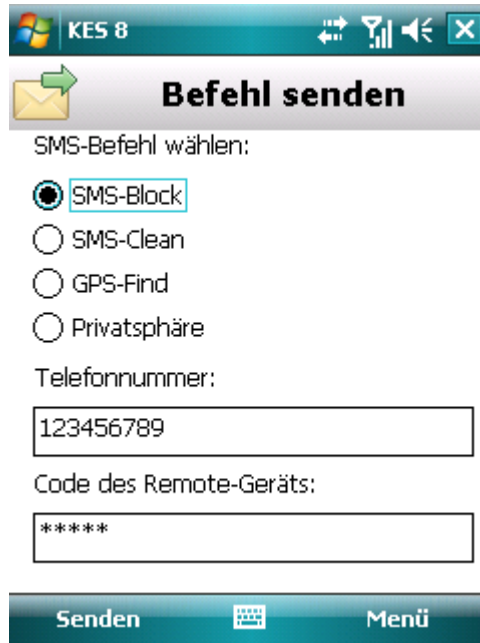 KES 8
Befehl senden
SMS-Befehl wählen:
SMS-Block
SMS-Clean
GPS-Find
Privatsphäre
Telefonnummer:
123456789
Code des Remote-Geräts:
*****
Senden Menü